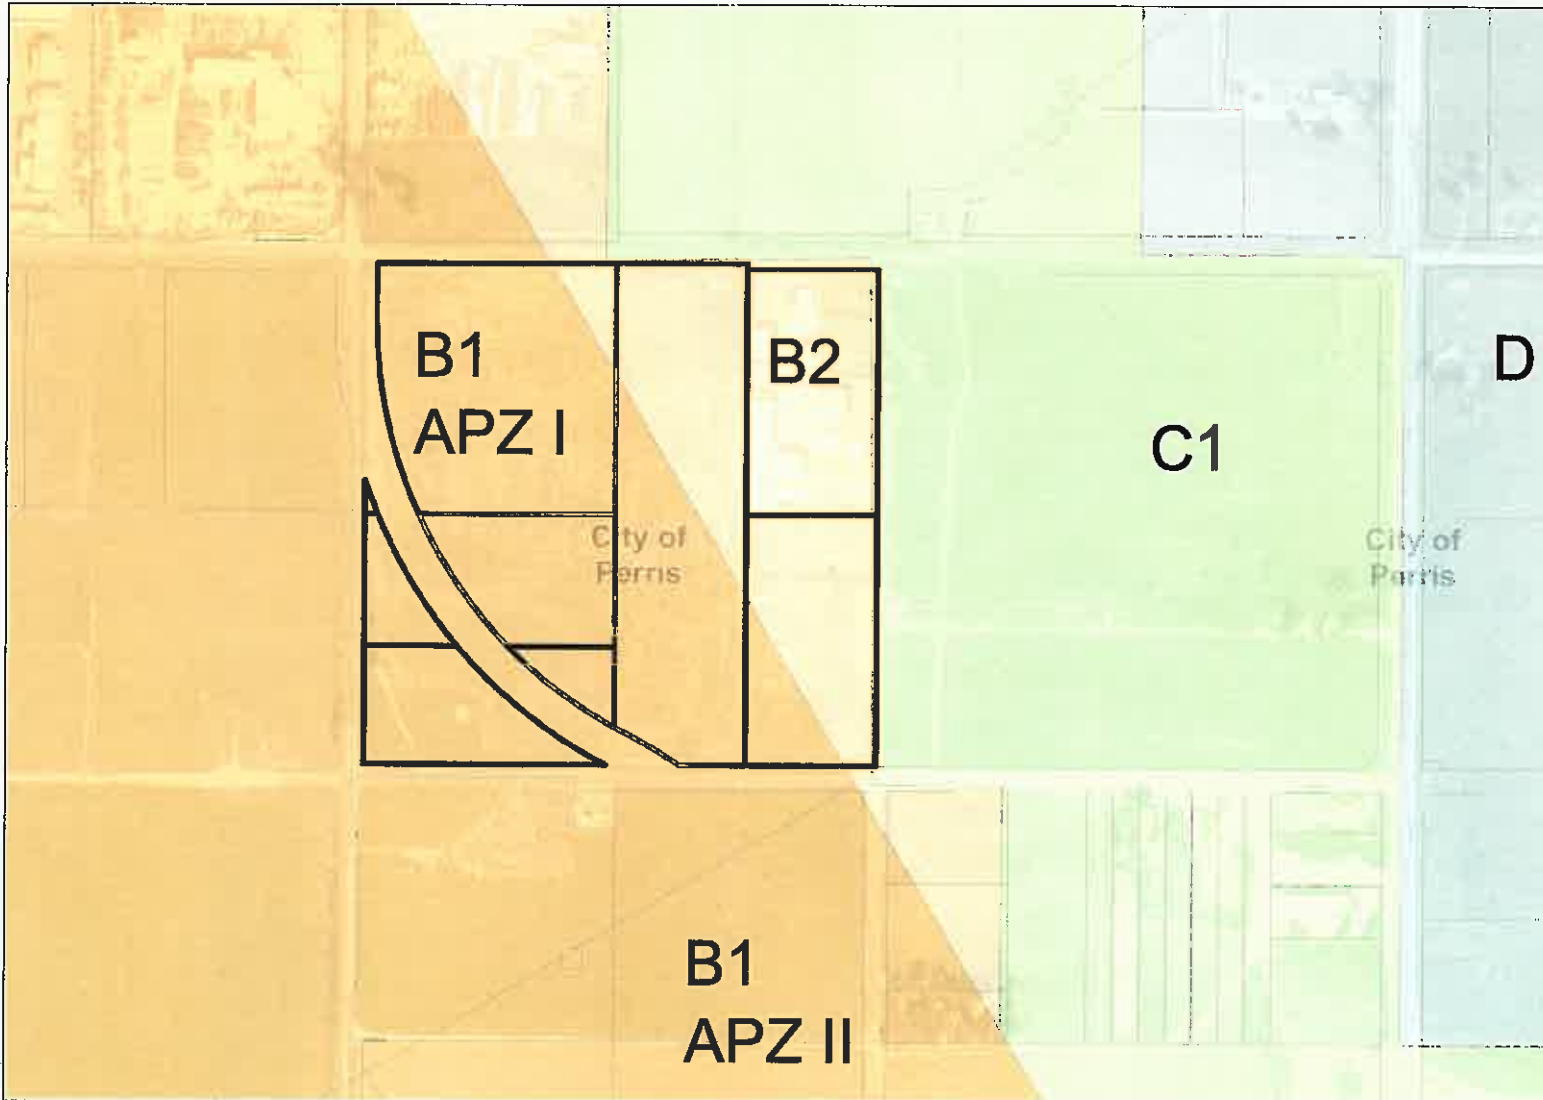 B1
APZ I
B2
D
C1
City of
Perris
City of
Perris
B1
APZ II